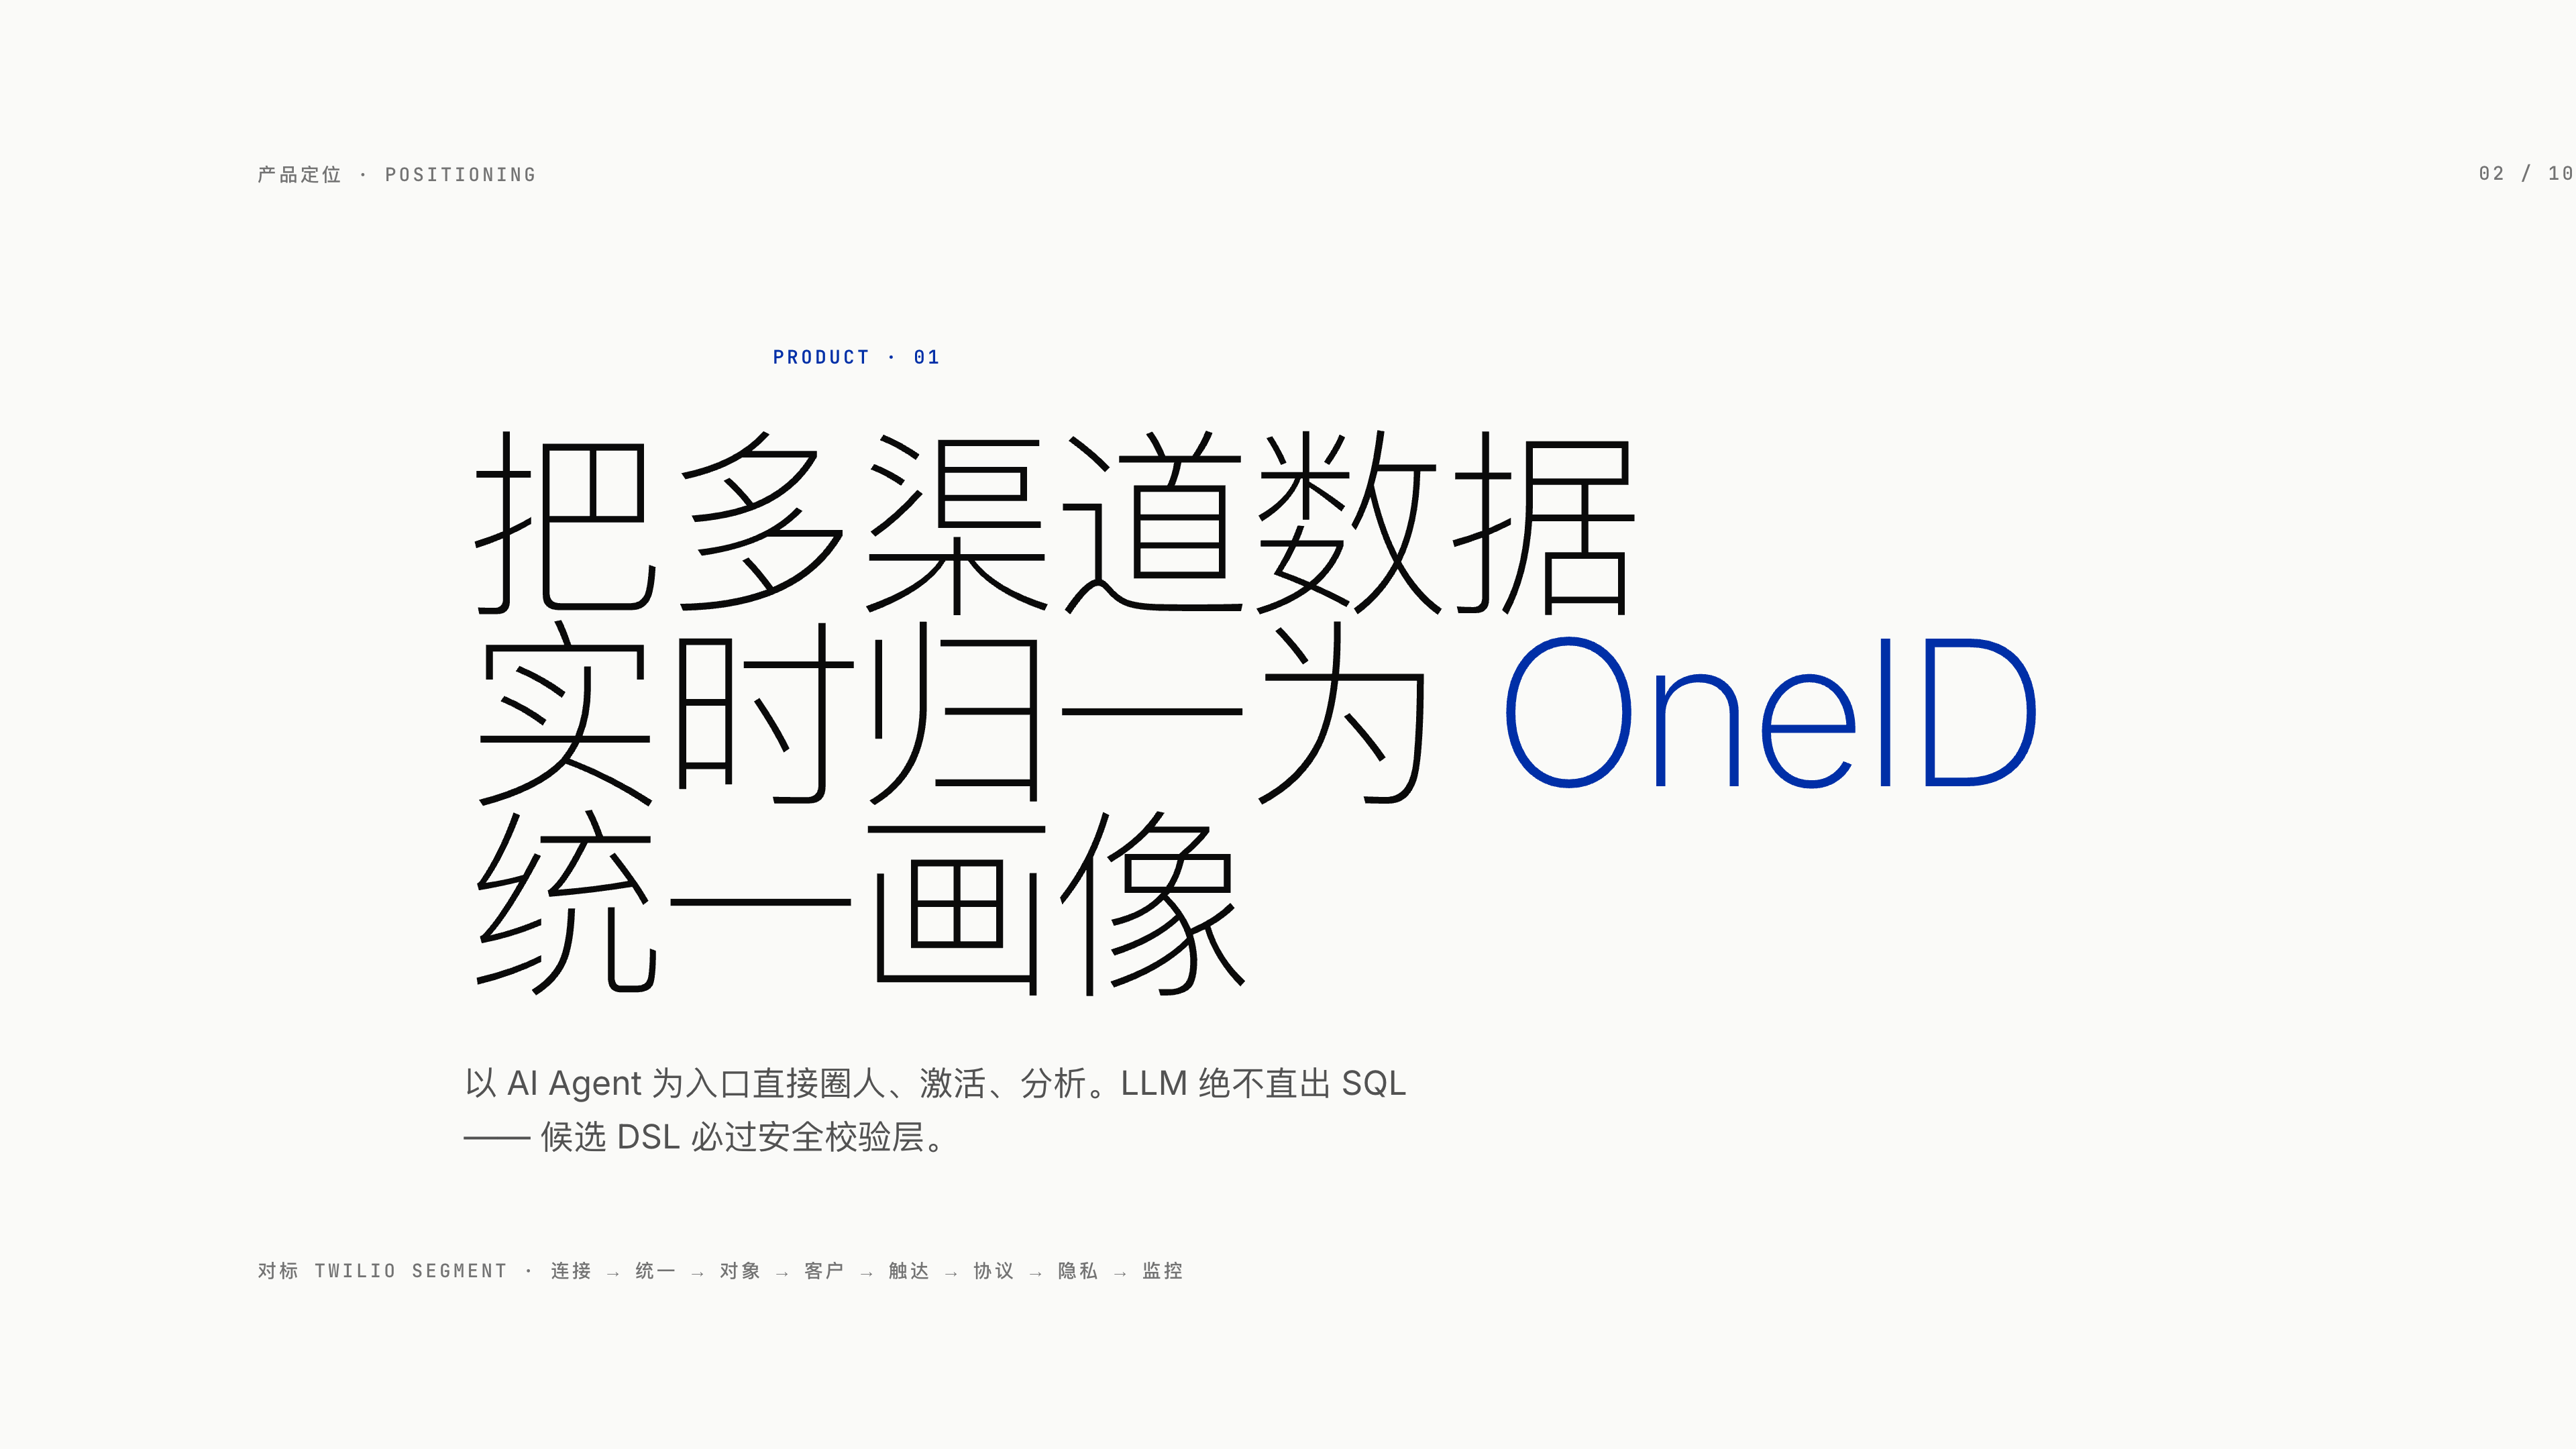 产品定位 · POSITIONING
02 / 10
PRODUCT · 01
把多渠道数据
实时归一为 OneID
统一画像
以 AI Agent 为入口直接圈人、激活、分析。LLM 绝不直出 SQL
—— 候选 DSL 必过安全校验层。
对标 TWILIO SEGMENT · 连接 → 统一 → 对象 → 客户 → 触达 → 协议 → 隐私 → 监控